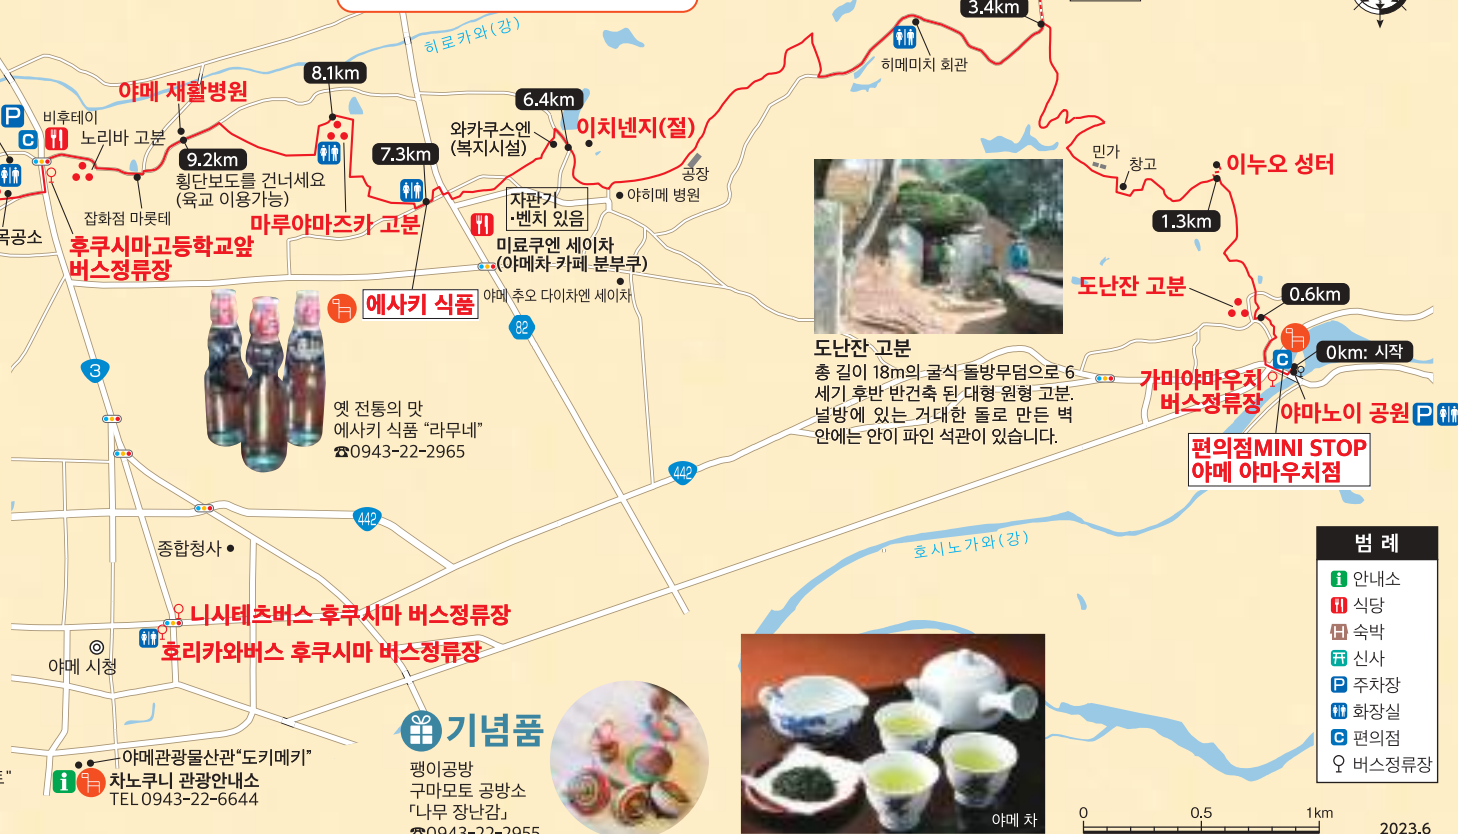 히로카와(강)
3.4km
히메미치 회관
8.1km
야메 재활병원
비후테이
노리바 고분
P
C
9.2km
횡단보도를 건너세요
(육교 이용가능)
잡화점 마롯테
목공소
후쿠시마고등학교앞
버스정류장
마루야마즈카 고분
7.3km
6.4km
와카쿠스엔
(복지시설)
이치넨지(절)
공장
야히메 병원
자판기
·벤치 있음
미료쿠엔 세이차
(야메차 카페 분부쿠)
야메 추오 다이차엔 세이차
에사키 식품
82
3
옛 전통의 맛
에사키 식품 “라무네”
☎0943-22-2965
민가
창고
이누오 성터
1.3km
도난잔 고분
0.6km
C
0km: 시작
가미야마우치
버스정류장
야마노이 공원
P
편의점MINI STOP
야메 야마우치점
도난잔 고분
총 길이 18m의 굴식 돌방무덤으로 6
세기 후반 반건축 된 대형 원형 고분.
널방에 있는 거대한 돌로 만든 벽
안에는 안이 파인 석관이 있습니다.
442
442
호시노가와(강)
종합청사
니시테츠버스 후쿠시마 버스정류장
호리카와버스 후쿠시마 버스정류장
야메 시청
야메관광물산관“도키메키”
i
차노쿠니 관광안내소
TEL 0943-22-6644
기념품
팽이공방
구마모토 공방소
「나무 장난감」
☎0943-22-2955
야메 차
범 례
i 안내소
식당
숙박
신사
P 주차장
화장실
C 편의점
버스정류장
0 0.5 1km
2023.6